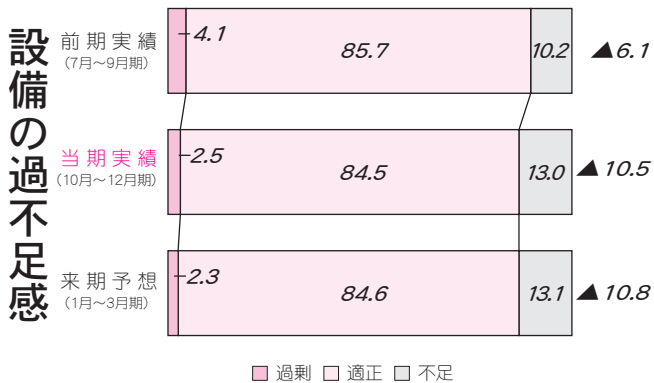 設備の過不足感
前期実績
(7月～9月期)
4.1
85.7
10.2
▲6.1
当期実績
(10月～12月期)
2.5
84.5
13.0
▲10.5
来期予想
(1月～3月期)
2.3
84.6
13.1
▲10.8
過剰 適正 不足